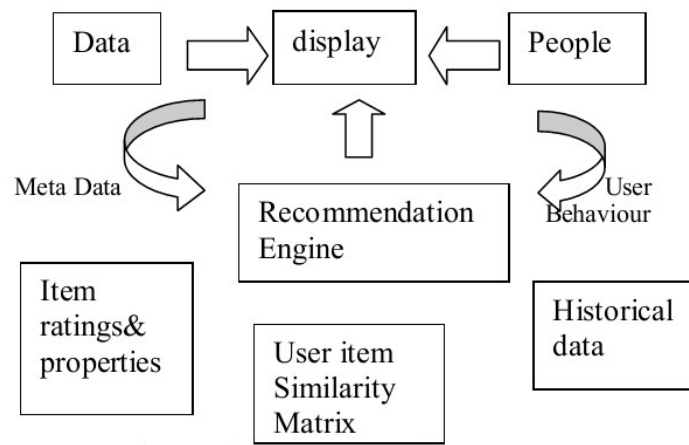 Data
display
People
Meta Data
User
Behaviour
Recommendation
Engine
Item
ratings&
properties
Historical
data
User item
Similarity
Matrix